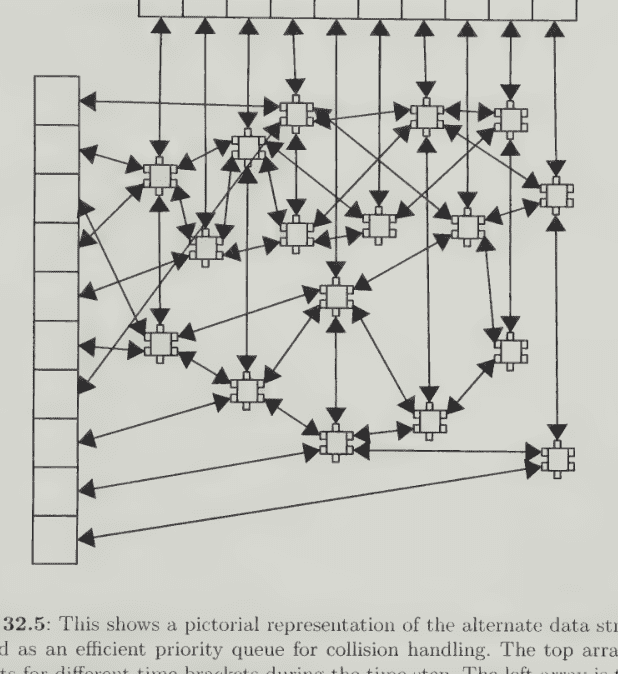 32.5: This shows a pictorial representation of the alternate data str
d as an efficient priority queue for collision handling. The top arra
ts for different time brackets during the time step. The left array is t